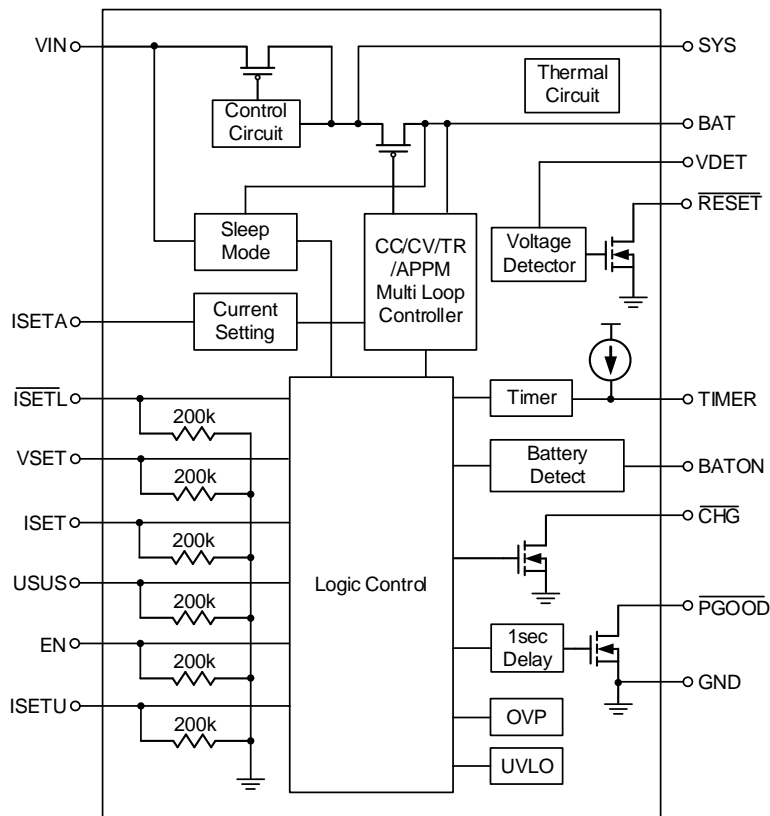 VIN
SYS
Thermal
Circuit
Control
Circuit
BAT
VDET
RESET
Sleep
Mode
CC/CV/TR
/APPM
Multi Loop
Controller
Voltage
Detector
ISETA
Current
Setting
ISETL
200k
Timer
TIMER
VSET
200k
Battery
Detect
BATON
ISET
200k
CHG
USUS
200k
Logic Control
PGOOD
EN
200k
1sec
Delay
GND
ISETU
200k
OVP
UVLO